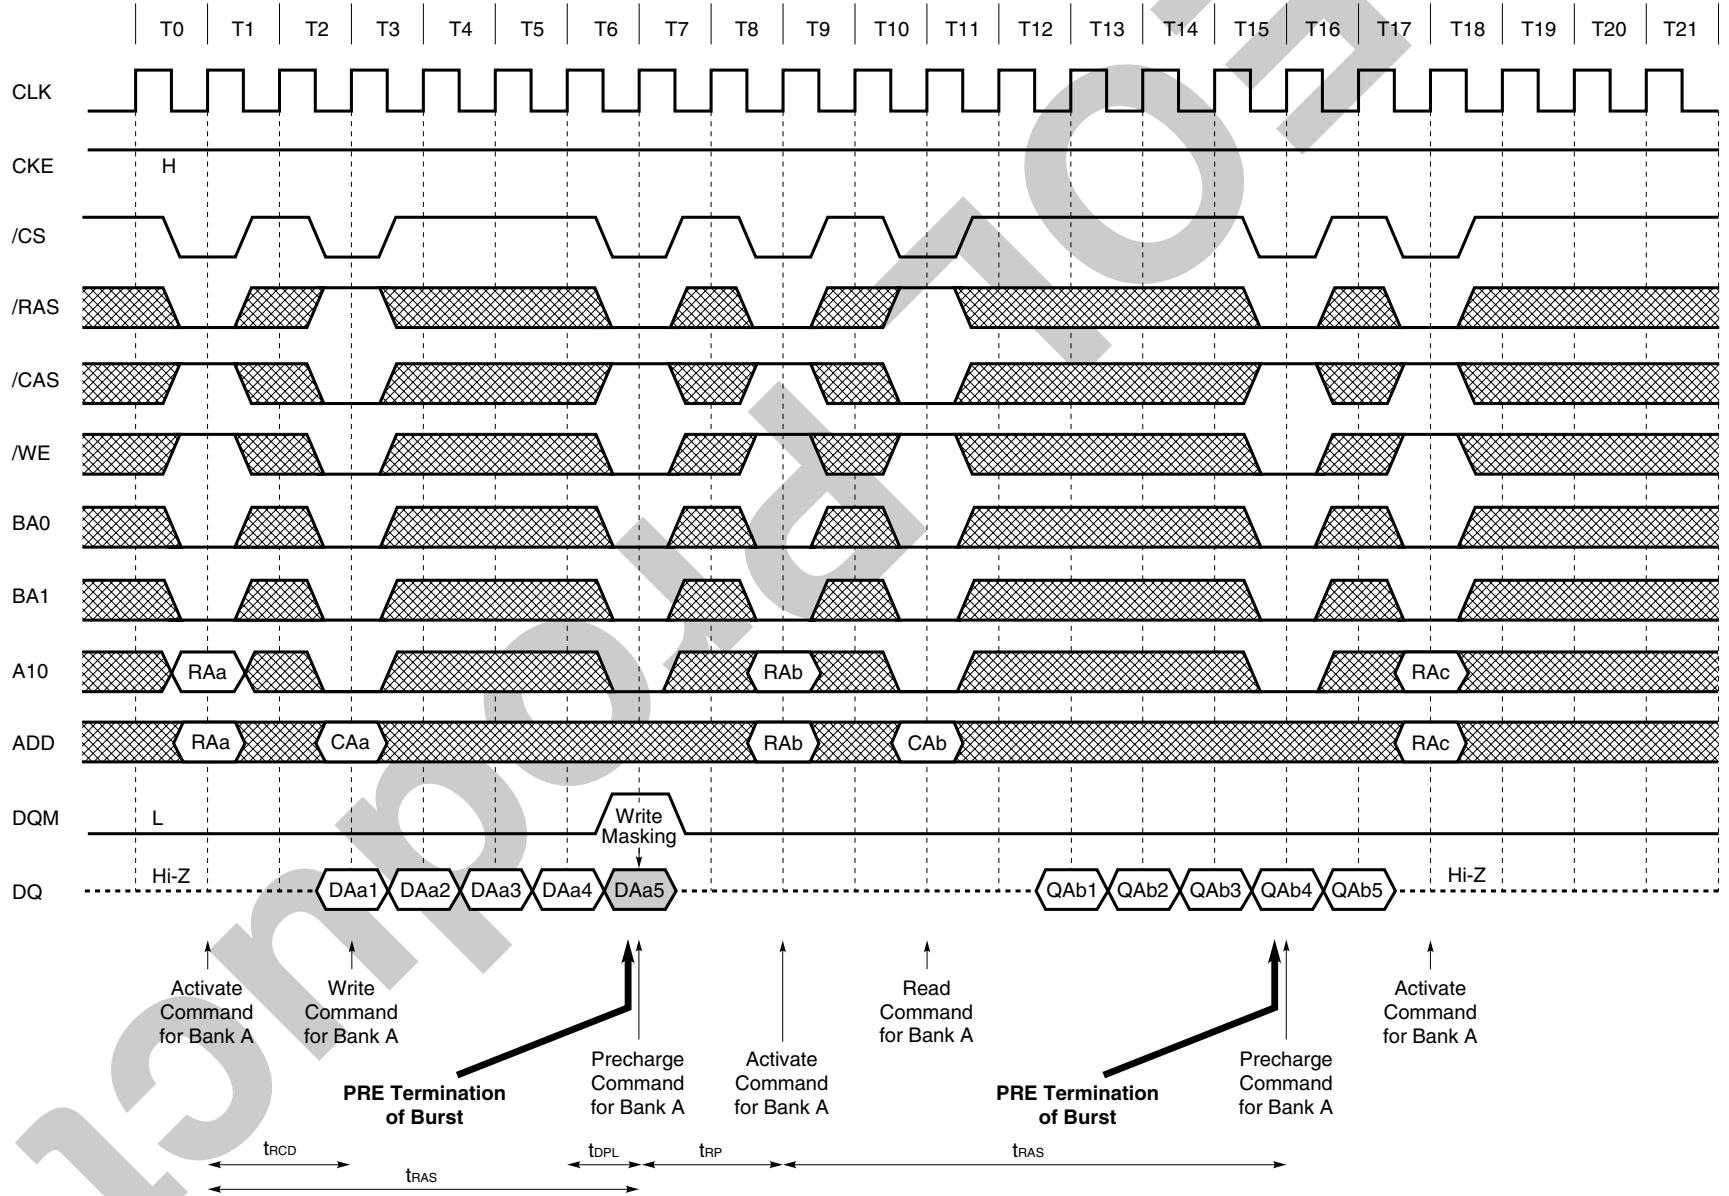 T0 T1 T2 T3 T4 T5 T6 T7 T8 T9 T10 T11 T12 T13 T14 T15 T16 T17 T18 T19 T20 T21
CLK
CKE H
/CS
/RAS
/CAS
/WE
BA0
BA1
A10 RAa RAb RAc
ADD RAa CAa RAb CAb RAc
DQM L Write
Masking
DQ Hi-Z DAa1 DAa2 DAa3 DAa4 DAa5 QAb1 QAb2 QAb3 QAb4 QAb5 Hi-Z
Activate
Command
for Bank A
Write
Command
for Bank A
PRE Termination
of Burst
Precharge
Command
for Bank A
Activate
Command
for Bank A
Read
Command
for Bank A
PRE Termination
of Burst
Precharge
Command
for Bank A
Activate
Command
for Bank A
tRCD tDPL tRP tRAS
tRAS
EOL Product